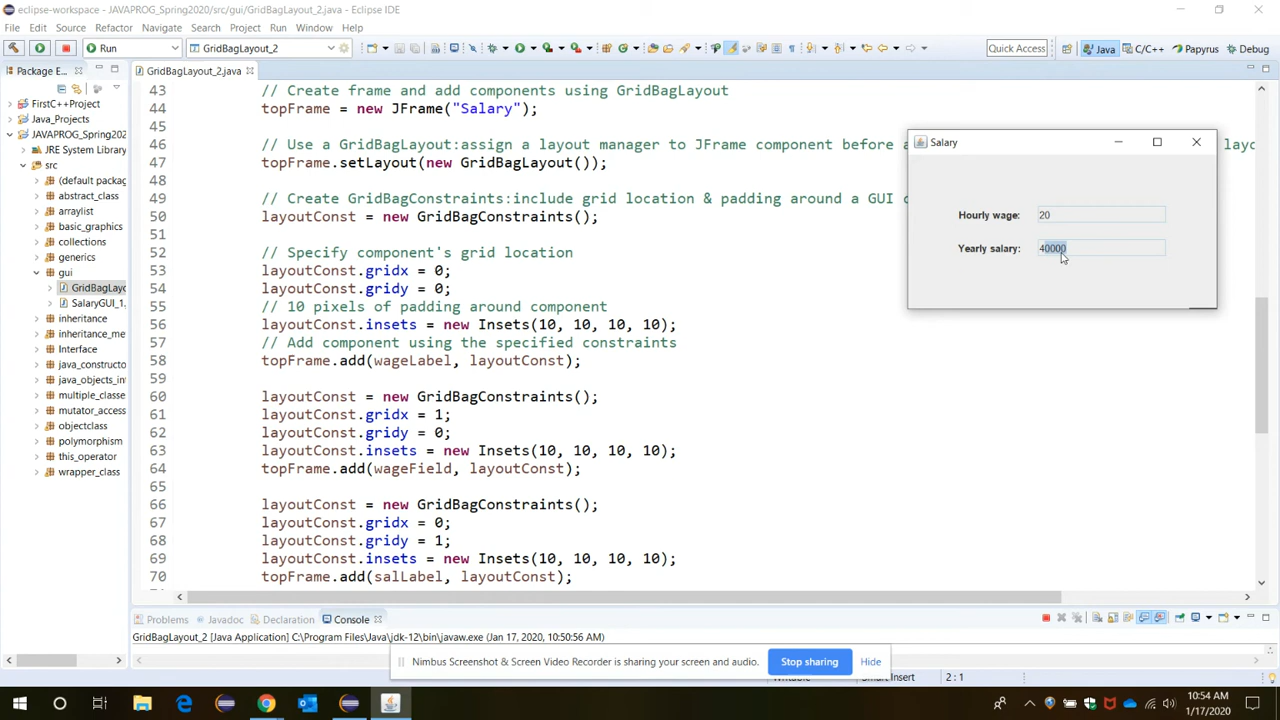 eclipse-workspace - JAVAPROG_Spring2020/src/gui/GridBagLayout_2.java - Eclipse IDE
File Edit Source Refactor Navigate Search Project Run Window Help
Run
GridBagLayout_2
Quick Access
Java
C/C++
Papyrus
Debug
Package E...
GridBagLayout_2.java
FirstC++Project
Java_Projects
JAVAPROG_Spring202
JRE System Library
src
(default packag
abstract_class
arraylist
basic_graphics
collections
generics
gui
GridBagLayo
SalaryGUI_1.
inheritance
inheritance_me
Interface
java_constructo
java_objects_in
multiple_classe
mutator_access
objectclass
polymorphism
this_operator
wrapper_class
43 // Create frame and add components using GridBagLayout
44 topFrame = new JFrame("Salary");
45
46 // Use a GridBagLayout:assign a layout manager to JFrame component before a
47 topFrame.setLayout(new GridBagLayout());
48
49 // Create GridBagConstraints:include grid location & padding around a GUI
50 layoutConst = new GridBagConstraints();
51
52 // Specify component's grid location
53 layoutConst.gridx = 0;
54 layoutConst.gridy = 0;
55 // 10 pixels of padding around component
56 layoutConst.insets = new Insets(10, 10, 10, 10);
57 // Add component using the specified constraints
58 topFrame.add(wageLabel, layoutConst);
59
60 layoutConst = new GridBagConstraints();
61 layoutConst.gridx = 1;
62 layoutConst.gridy = 0;
63 layoutConst.insets = new Insets(10, 10, 10, 10);
64 topFrame.add(wageField, layoutConst);
65
66 layoutConst = new GridBagConstraints();
67 layoutConst.gridx = 0;
68 layoutConst.gridy = 1;
69 layoutConst.insets = new Insets(10, 10, 10, 10);
70 topFrame.add(salLabel, layoutConst);
Salary
Hourly wage: 20
Yearly salary: 40000
Problems Javadoc Declaration Console
GridBagLayout_2 [Java Application] C:\Program Files\Java\jdk-12\bin\javaw.exe (Jan 17, 2020, 10:50:56 AM)
Nimbus Screenshot & Screen Video Recorder is sharing your screen and audio.
Stop sharing
Hide
2 : 1
10:54 AM
1/17/2020